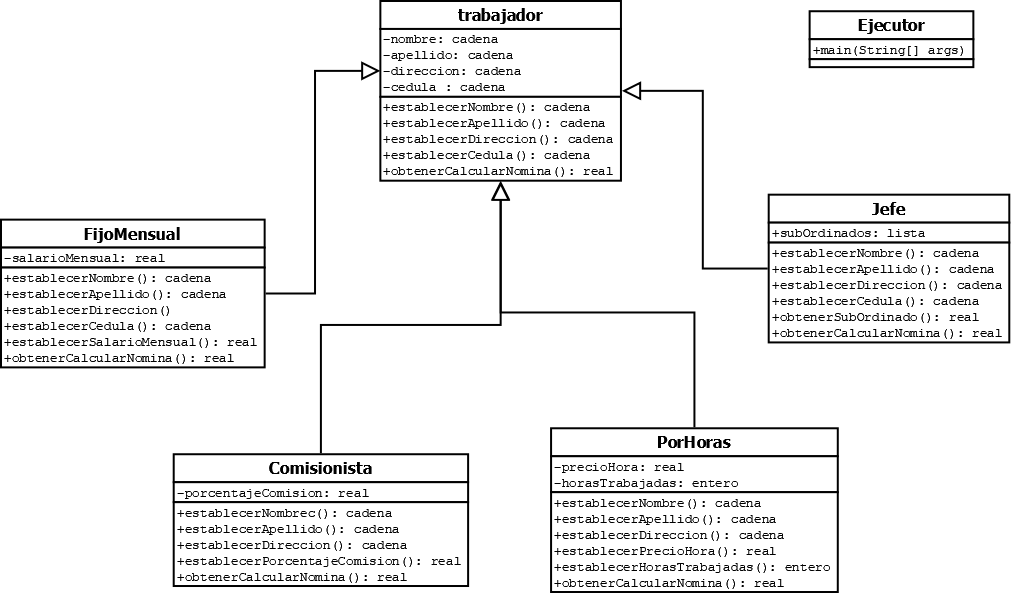 trabajador
-nombre: cadena
-apellido: cadena
-direccion: cadena
-cedula : cadena
+establecerNombre(): cadena
+establecerApellido(): cadena
+establecerDireccion(): cadena
+establecerCedula(): cadena
+obtenerCalcularNomina(): real
Ejecutor
+main(String[] args)
FijoMensual
-salarioMensual: real
+establecerNombre(): cadena
+establecerApellido(): cadena
+establecerDireccion()
+establecerCedula(): cadena
+establecerSalarioMensual(): real
+obtenerCalcularNomina(): real
Jefe
+subOrdinados: lista
+establecerNombre(): cadena
+establecerApellido(): cadena
+establecerDireccion(): cadena
+establecerCedula(): cadena
+obtenerSubOrdinado(): real
+obtenerCalcularNomina(): real
Comisionista
-porcentajeComision: real
+establecerNombrec(): cadena
+establecerApellido(): cadena
+establecerDireccion(): cadena
+establecerPorcentajeComision(): real
+obtenerCalcularNomina(): real
PorHoras
-precioHora: real
-horasTrabajadas: entero
+establecerNombre(): cadena
+establecerApellido(): cadena
+establecerDireccion(): cadena
+establecerPrecioHora(): real
+establecerHorasTrabajadas(): entero
+obtenerCalcularNomina(): real